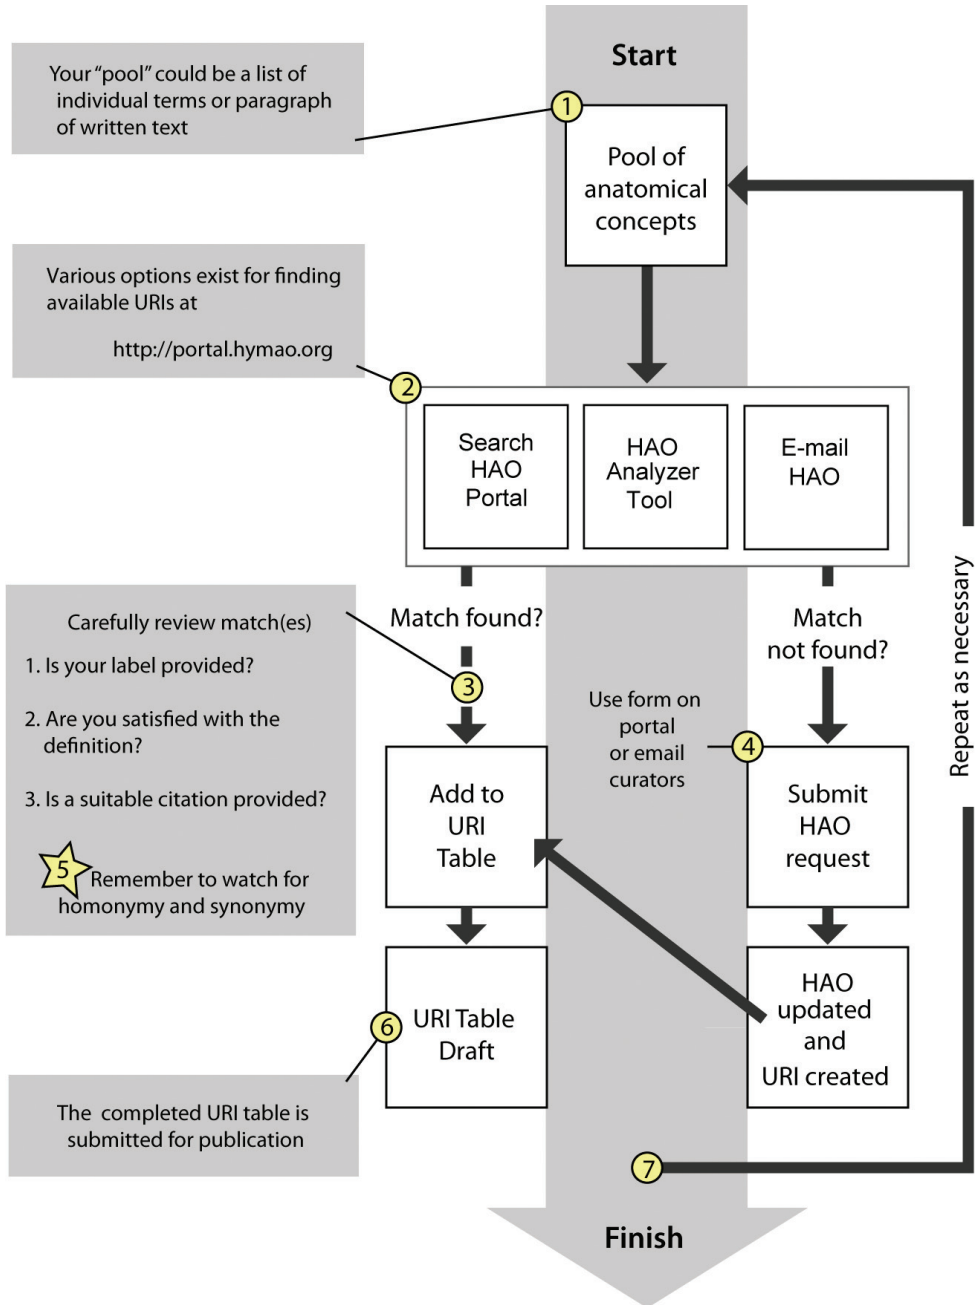 Start
Your “pool” could be a list of
individual terms or paragraph
of written text
1
Pool of
anatomical
concepts
Various options exist for finding
available URIs at
http://portal.hymao.org
2
Search
HAO
Portal
HAO
Analyzer
Tool
E-mail
HAO
Match found?
Match
not found?
Carefully review match(es)
1. Is your label provided?
2. Are you satisfied with the
definition?
3. Is a suitable citation provided?
5
Remember to watch for
homonymy and synonymy
3
Use form on
portal
or email
curators
4
Add to
URI
Table
Submit
HAO
request
6
URI Table
Draft
HAO
updated
and
URI created
The completed URI table is
submitted for publication
7
Repeat as necessary
Finish